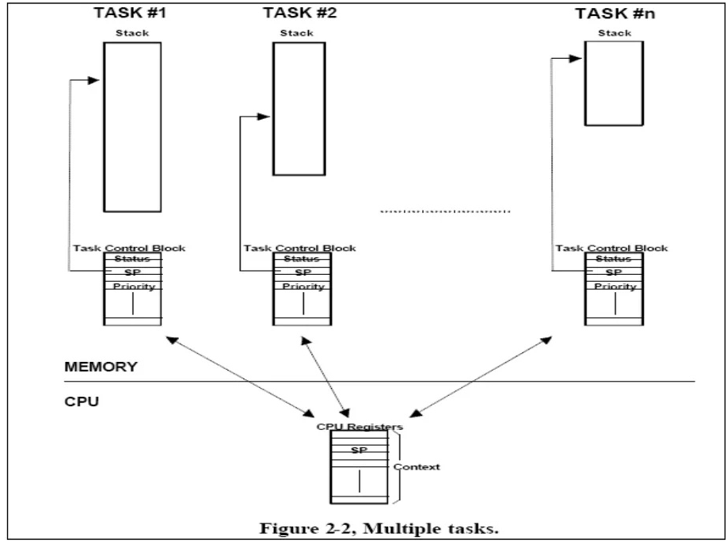 TASK #1 TASK #2 TASK #n
Stack Stack Stack
Task Control Block Task Control Block Task Control Block
Status Status Status
SP SP SP
Priority Priority Priority
MEMORY
CPU
CPU Registers
SP
Context
Figure 2-2, Multiple tasks.